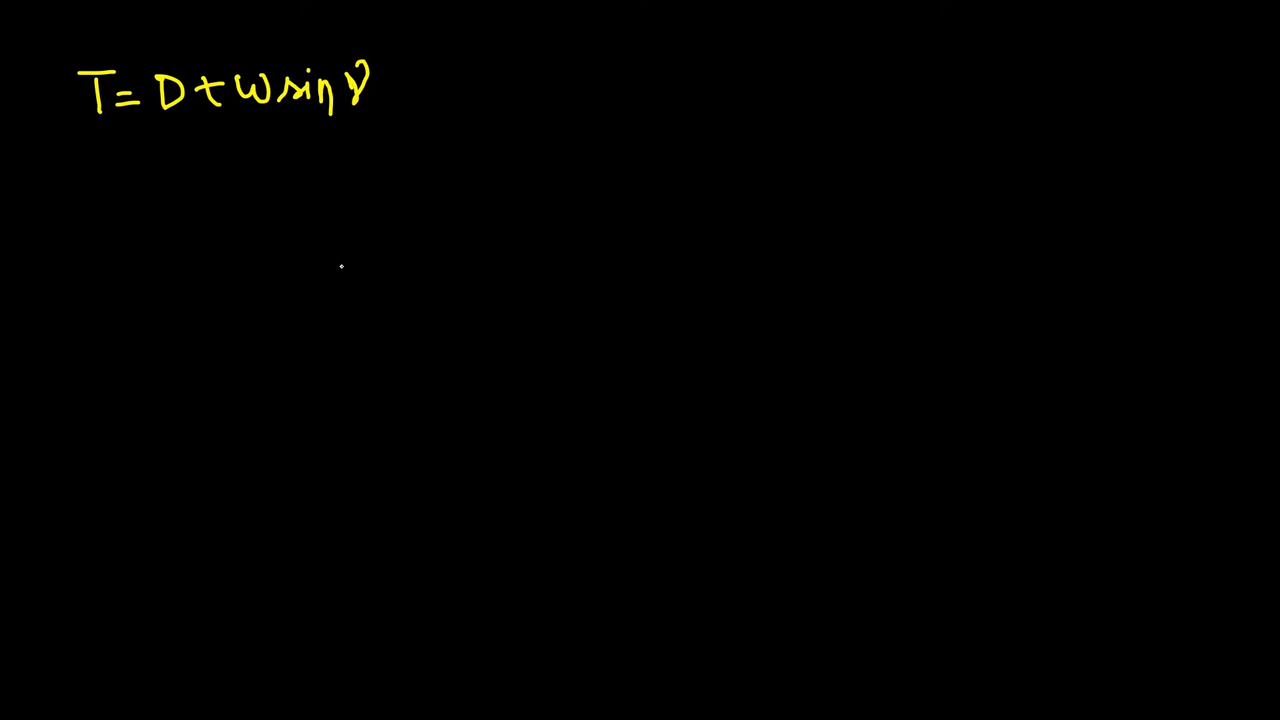 T = D + W sin γ